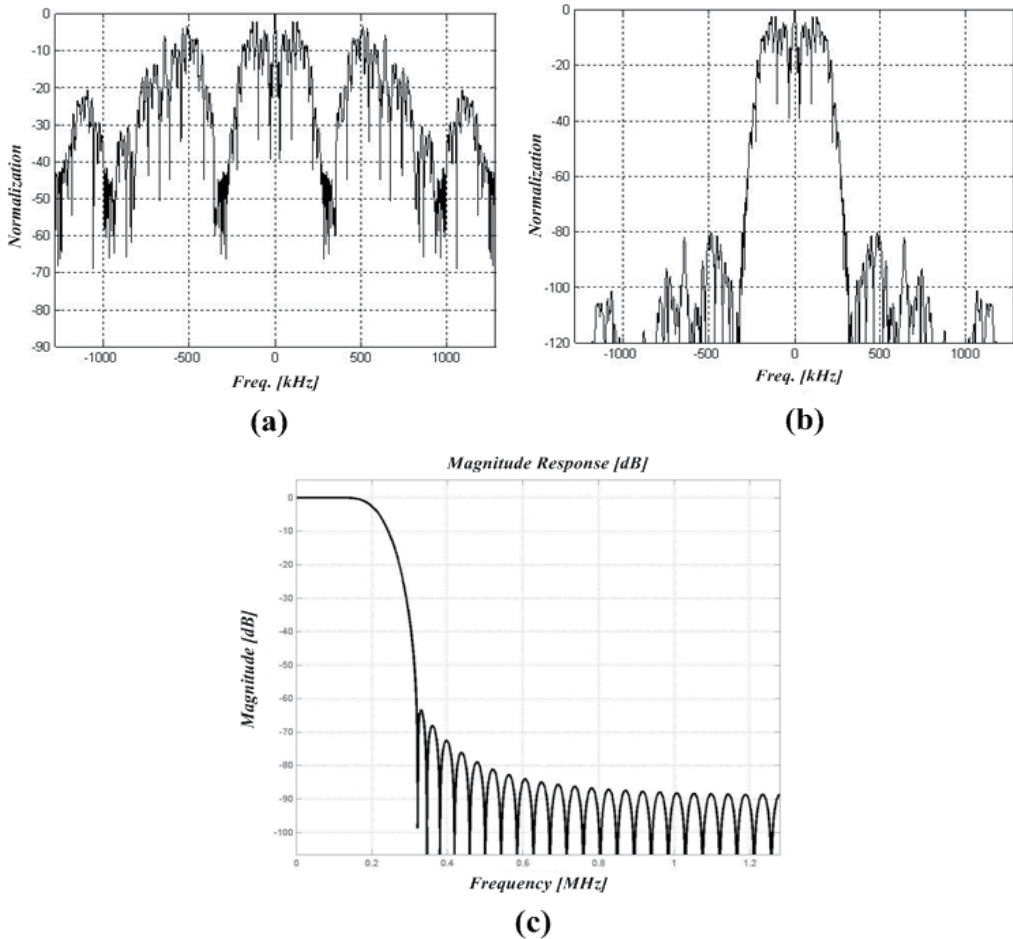 0
-10
-20
-30
-40
-50
-60
-70
-80
-90
Normalization
-1000 -500 0 500 1000
Freq. [kHz]
(a)
0
-20
-40
-60
-80
-100
-120
Normalization
-1000 -500 0 500 1000
Freq. [kHz]
(b)
Magnitude Response [dB]
0
-10
-20
-30
-40
-50
-60
-70
-80
-90
-100
Magnitude [dB]
0 0.2 0.4 0.6 0.8 1 1.2
Frequency [MHz]
(c)